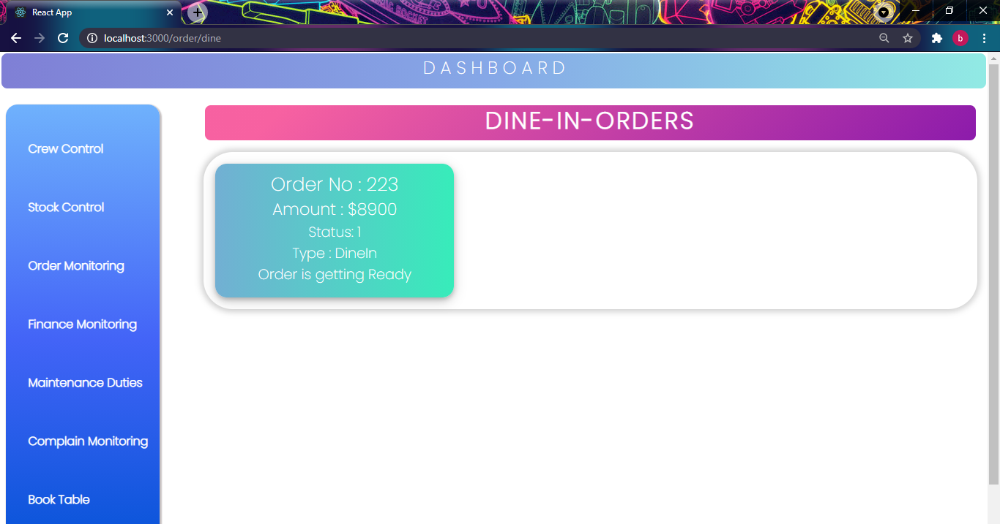 React App
localhost:3000/order/dine
b
DASHBOARD
Crew Control
Stock Control
Order Monitoring
Finance Monitoring
Maintenance Duties
Complain Monitoring
Book Table
DINE-IN-ORDERS
Order No : 223
Amount : $8900
Status: 1
Type : DineIn
Order is getting Ready